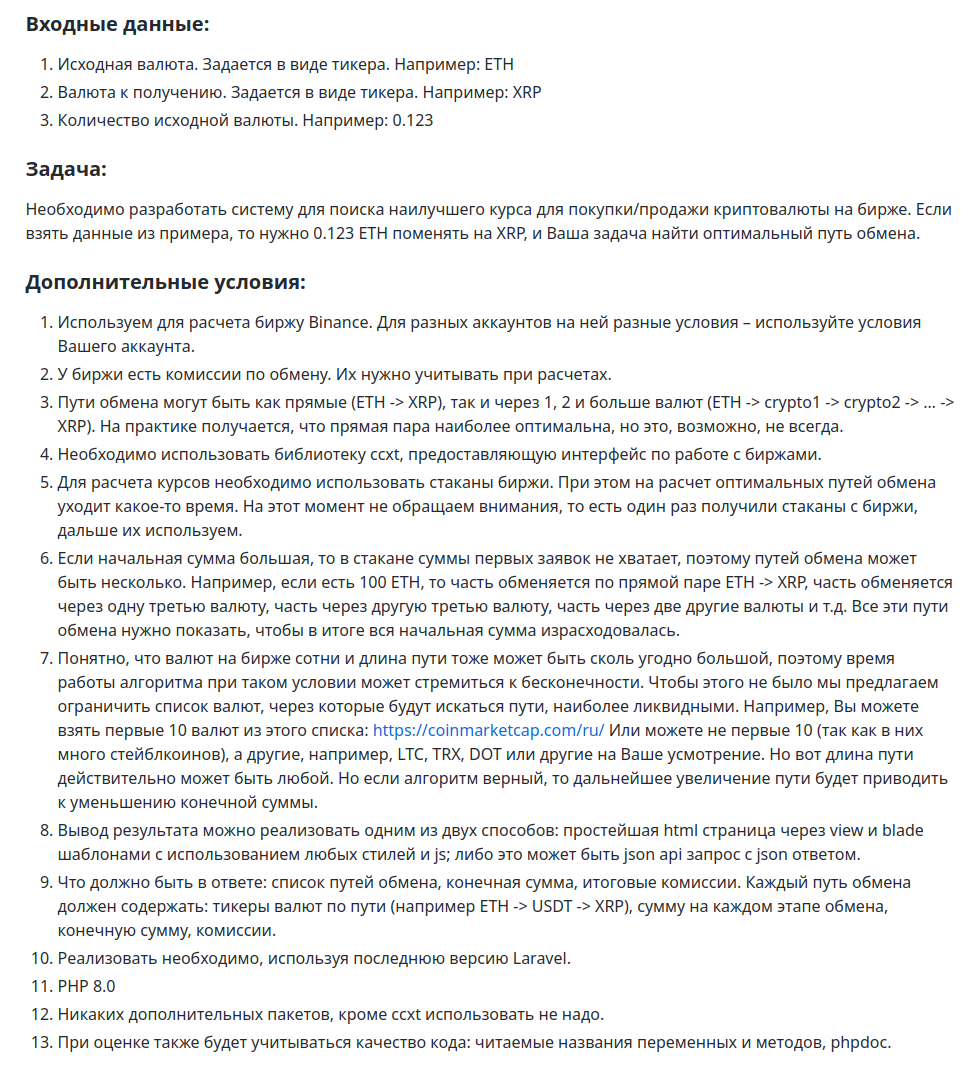 Входные данные:
1. Исходная валюта. Задается в виде тикера. Например: ETH
2. Валюта к получению. Задается в виде тикера. Например: XRP
3. Количество исходной валюты. Например: 0.123
Задача:
Необходимо разработать систему для поиска наилучшего курса для покупки/продажи криптовалюты на бирже. Если
взять данные из примера, то нужно 0.123 ETH поменять на XRP, и Ваша задача найти оптимальный путь обмена.
Дополнительные условия:
1. Используем для расчета биржу Binance. Для разных аккаунтов на ней разные условия – используйте условия
Вашего аккаунта.
2. У биржи есть комиссии по обмену. Их нужно учитывать при расчетах.
3. Пути обмена могут быть как прямые (ETH -> XRP), так и через 1, 2 и больше валют (ETH -> crypto1 -> crypto2 -> ... ->
XRP). На практике получается, что прямая пара наиболее оптимальна, но это, возможно, не всегда.
4. Необходимо использовать библиотеку ccxt, предоставляющую интерфейс по работе с биржами.
5. Для расчета курсов необходимо использовать стаканы биржи. При этом на расчет оптимальных путей обмена
уходит какое-то время. На этот момент не обращаем внимания, то есть один раз получили стаканы с биржи,
дальше их используем.
6. Если начальная сумма большая, то в стакане суммы первых заявок не хватает, поэтому путей обмена может
быть несколько. Например, если есть 100 ETH, то часть обменяется по прямой паре ETH -> XRP, часть обменяется
через одну третью валюту, часть через другую третью валюту, часть через две другие валюты и т.д. Все эти пути
обмена нужно показать, чтобы в итоге вся начальная сумма израсходовалась.
7. Понятно, что валют на бирже сотни и длина пути тоже может быть сколь угодно большой, поэтому время
работы алгоритма при таком условии может стремиться к бесконечности. Чтобы этого не было мы предлагаем
ограничить список валют, через которые будут искаться пути, наиболее ликвидными. Например, Вы можете
взять первые 10 валют из этого списка: https://coinmarketcap.com/ru/ Или можете не первые 10 (так как в них
много стейблкоинов), а другие, например, LTC, TRX, DOT или другие на Ваше усмотрение. Но вот длина пути
действительно может быть любой. Но если алгоритм верный, то дальнейшее увеличение пути будет приводить
к уменьшению конечной суммы.
8. Вывод результата можно реализовать одним из двух способов: простейшая html страница через view и blade
шаблонами с использованием любых стилей и js; либо это может быть json api запрос с json ответом.
9. Что должно быть в ответе: список путей обмена, конечная сумма, итоговые комиссии. Каждый путь обмена
должен содержать: тикеры валют по пути (например ETH -> USDT -> XRP), сумму на каждом этапе обмена,
конечную сумму, комиссии.
10. Реализовать необходимо, используя последнюю версию Laravel.
11. PHP 8.0
12. Никаких дополнительных пакетов, кроме ccxt использовать не надо.
13. При оценке также будет учитываться качество кода: читаемые названия переменных и методов, phpdoc.